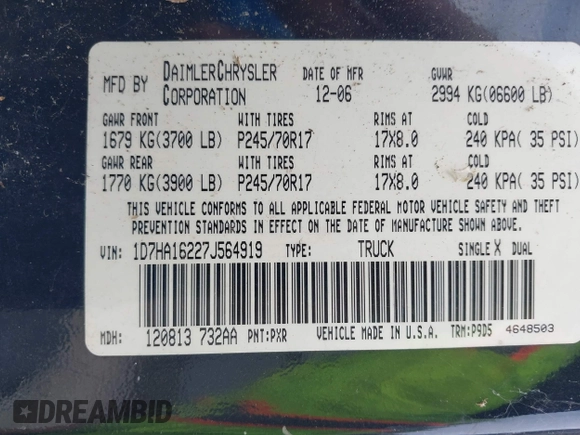 MFD BY DAIMLERCHRYSLER CORPORATION DATE OF MFR 12-06 GVWR 2994 KG(06600 LB)
GAWR FRONT WITH TIRES RIMS AT COLD
1679 KG(3700 LB) P245/70R17 17X8.0 240 KPA( 35 PSI)
GAWR REAR WITH TIRES RIMS AT COLD
1770 KG(3900 LB) P245/70R17 17X8.0 240 KPA( 35 PSI)
THIS VEHICLE CONFORMS TO ALL APPLICABLE FEDERAL MOTOR VEHICLE SAFETY AND THEFT
PREVENTION STANDARDS IN EFFECT ON THE DATE OF MANUFACTURE SHOWN ABOVE.
VIN: 1D7HA16227J564919 TYPE: TRUCK SINGLE X DUAL
MDH: 120813 732AA PNT:PXR VEHICLE MADE IN U.S.A. TRM:P9D5 4648503
DREAMBID